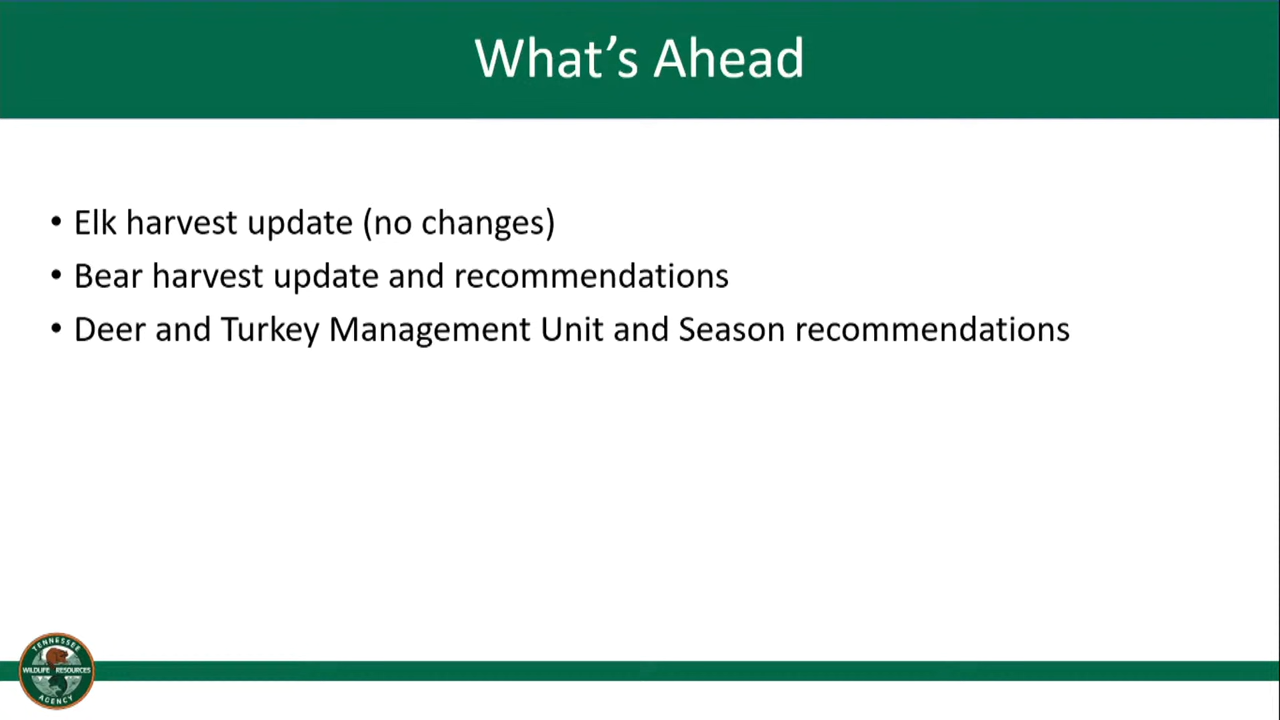 What’s Ahead
• Elk harvest update (no changes)
• Bear harvest update and recommendations
• Deer and Turkey Management Unit and Season recommendations
TENNESSEE
WILDLIFE RESOURCES
AGENCY